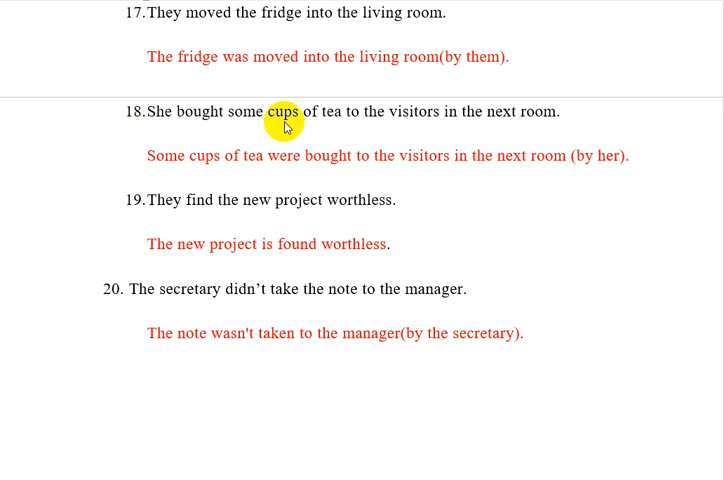 17.They moved the fridge into the living room.
The fridge was moved into the living room(by them).
18.She bought some cups of tea to the visitors in the next room.
Some cups of tea were bought to the visitors in the next room (by her).
19.They find the new project worthless.
The new project is found worthless.
20. The secretary didn’t take the note to the manager.
The note wasn't taken to the manager(by the secretary).